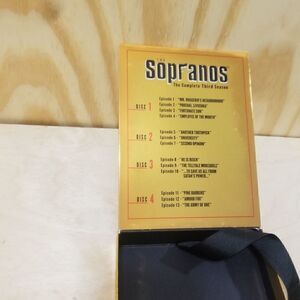 THE
Sopranos
The Complete Third Season
DISC 1
Episode 1 - "MR. RUGGERIO'S NEIGHBORHOOD"
Episode 2 - "PROSHAI, LIVUSHKA"
Episode 3 - "FORTUNATE SON"
Episode 4 - "EMPLOYEE OF THE MONTH"
DISC 2
Episode 5 - "ANOTHER TOOTHPICK"
Episode 6 - "UNIVERSITY"
Episode 7 - "SECOND OPINION"
DISC 3
Episode 8 - "HE IS RISEN"
Episode 9 - "THE TELLTALE MOOZADELL"
Episode 10 - "...TO SAVE US ALL FROM
SATAN'S POWER..."
DISC 4
Episode 11 - "PINE BARRENS"
Episode 12 - "AMOUR FOU"
Episode 13 - "THE ARMY OF ONE"